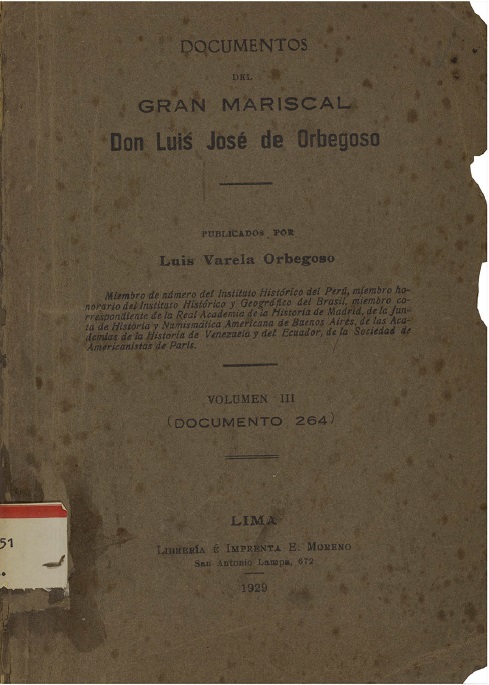 DOCUMENTOS
DEL
GRAN MARISCAL
Don Luis José de Orbegoso
PUBLICADOS POR
Luis Varela Orbegoso
Miembro de número del Instituto Histórico del Perú, miembro ho-
norario del Instituto Histórico y Geográfico del Brasil, miembro co-
rrespondiente de la Real Academia de la Historia de Madrid, de la Jun-
ta de Historia y Numismática Americana de Buenos Aires, de las Aca-
demias de la Historia de Venezuela y del Ecuador, de la Sociedad de
Americanistas de París.
VOLUMEN III
(DOCUMENTO 264)
LIMA
LIBRERÍA É IMPRENTA E. MORENO
San Antonio Lampa, 672
1929
51